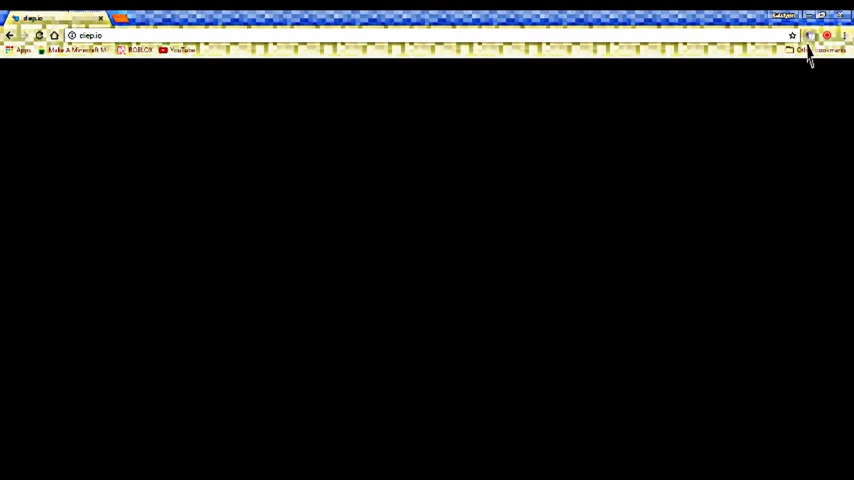 diep.io
diep.io
Apps Make A Minecraft M ROBLOX YouTube Other bookmarks